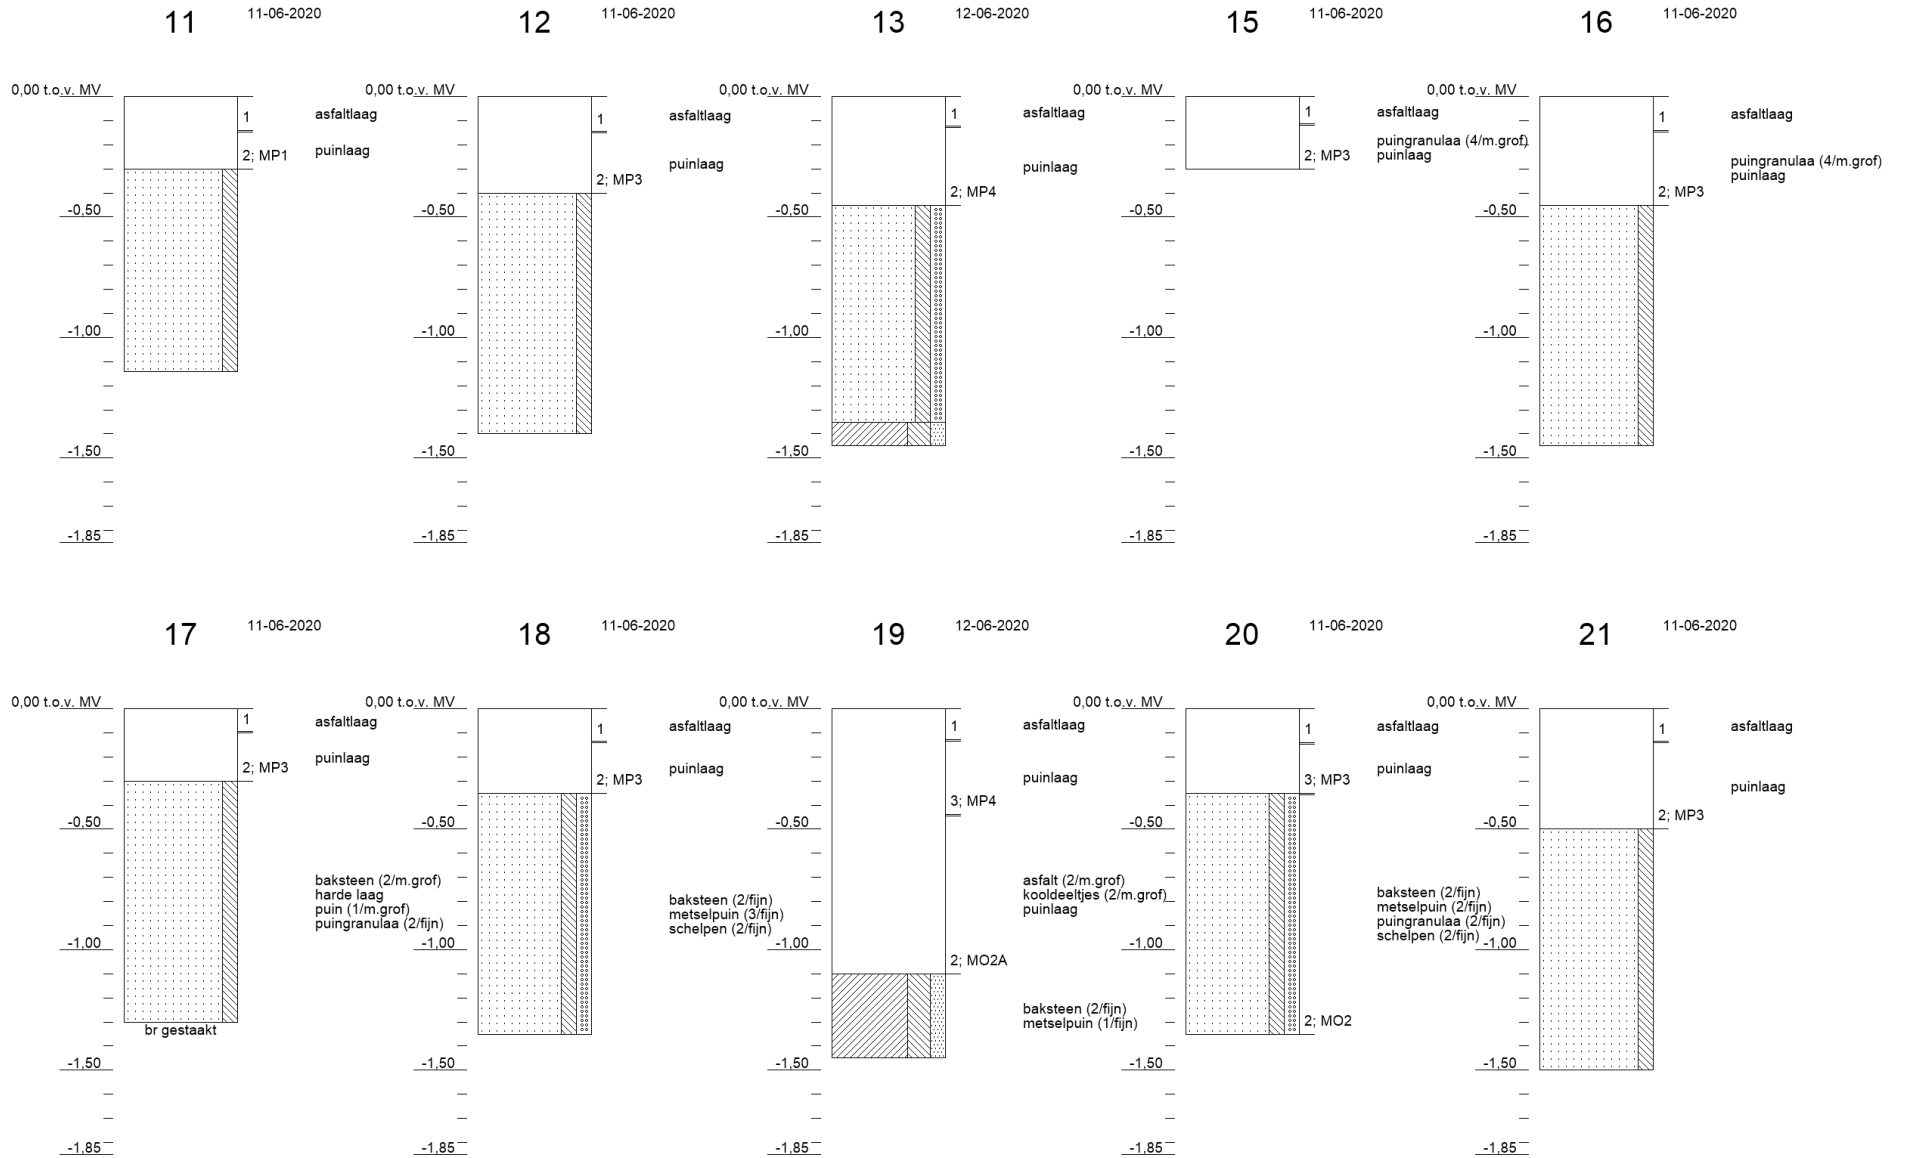 11 11-06-2020
12 11-06-2020
13 12-06-2020
15 11-06-2020
16 11-06-2020
0,00 t.o.v. MV
-0,50
-1,00
-1,50
-1,85
1
2; MP1
asfaltlaag
puinlaag
0,00 t.o.v. MV
-0,50
-1,00
-1,50
-1,85
1
2; MP3
asfaltlaag
puinlaag
0,00 t.o.v. MV
-0,50
-1,00
-1,50
-1,85
1
2; MP4
asfaltlaag
puinlaag
0,00 t.o.v. MV
-0,50
-1,00
-1,50
-1,85
1
2; MP3
asfaltlaag
puingranulaa (4/m.grof)
puinlaag
0,00 t.o.v. MV
-0,50
-1,00
-1,50
-1,85
1
2; MP3
asfaltlaag
puingranulaa (4/m.grof)
puinlaag
17 11-06-2020
18 11-06-2020
19 12-06-2020
20 11-06-2020
21 11-06-2020
0,00 t.o.v. MV
-0,50
-1,00
-1,50
-1,85
1
2; MP3
asfaltlaag
puinlaag
baksteen (2/m.grof)
harde laag
puin (1/m.grof)
puingranulaa (2/fijn)
br gestaakt
0,00 t.o.v. MV
-0,50
-1,00
-1,50
-1,85
1
2; MP3
asfaltlaag
puinlaag
baksteen (2/fijn)
metselpuin (3/fijn)
schelpen (2/fijn)
0,00 t.o.v. MV
-0,50
-1,00
-1,50
-1,85
1
3; MP4
2; MO2A
asfaltlaag
puinlaag
asfalt (2/m.grof)
kooldeeltjes (2/m.grof)
puinlaag
baksteen (2/fijn)
metselpuin (1/fijn)
0,00 t.o.v. MV
-0,50
-1,00
-1,50
-1,85
1
3; MP3
2; MO2
asfaltlaag
puinlaag
baksteen (2/fijn)
metselpuin (2/fijn)
puingranulaa (2/fijn)
schelpen (2/fijn)
0,00 t.o.v. MV
-0,50
-1,00
-1,50
-1,85
1
2; MP3
asfaltlaag
puinlaag